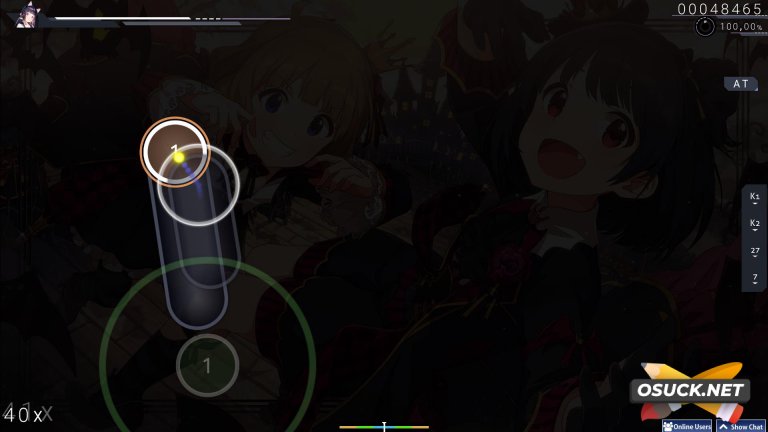 00048465
100,00%
AT
K1
K2
27
7
1
1
40x
OSUCK.NET
Online Users
Show Chat